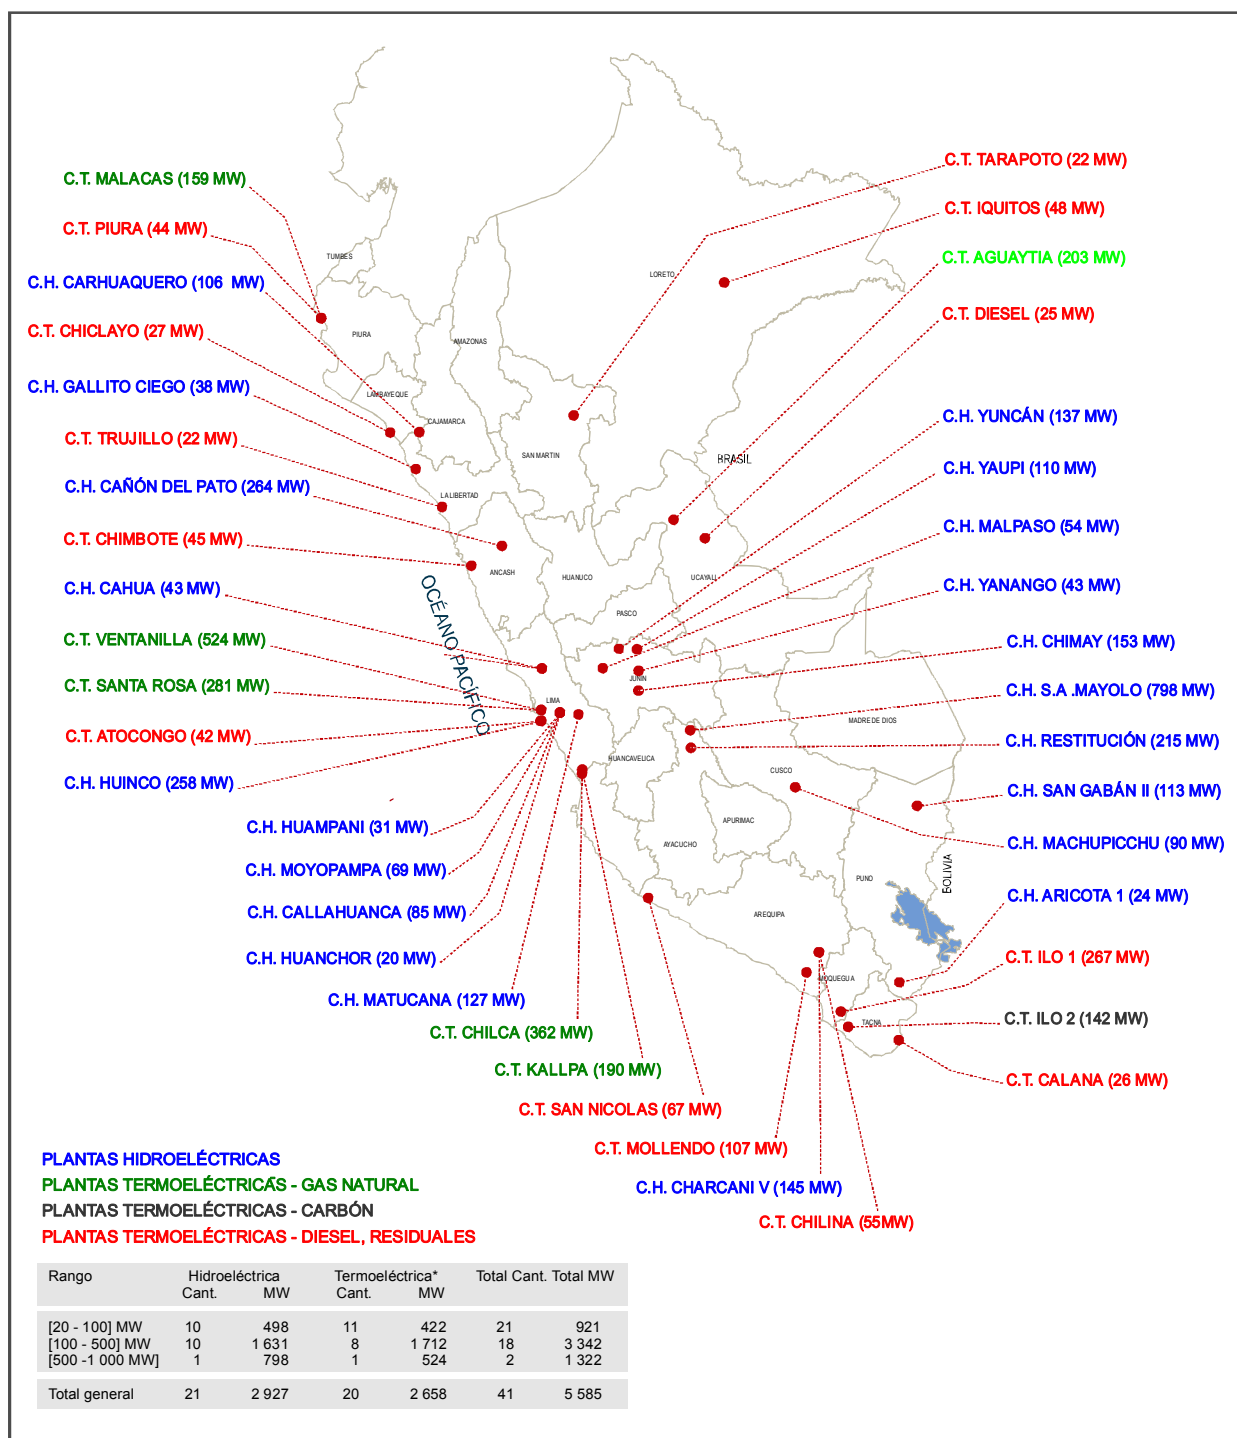 C.T. MALACAS (159 MW)
C.T. PIURA (44 MW)
C.H. CARHUAQUERO (106 MW)
C.T. CHICLAYO (27 MW)
C.H. GALLITO CIEGO (38 MW)
C.T. TRUJILLO (22 MW)
C.H. CAÑÓN DEL PATO (264 MW)
C.T. CHIMBOTE (45 MW)
C.H. CAHUA (43 MW)
C.T. VENTANILLA (524 MW)
C.T. SANTA ROSA (281 MW)
C.T. ATOCONGO (42 MW)
C.H. HUINCO (258 MW)
C.H. HUAMPANI (31 MW)
C.H. MOYOPAMPA (69 MW)
C.H. CALLAHUANCA (85 MW)
C.H. HUANCHOR (20 MW)
C.H. MATUCANA (127 MW)
C.T. CHILCA (362 MW)
C.T. KALLPA (190 MW)
C.T. SAN NICOLAS (67 MW)
C.T. MOLLENDO (107 MW)
C.H. CHARCANI V (145 MW)
C.T. CHILINA (55MW)
C.T. TARAPOTO (22 MW)
C.T. IQUITOS (48 MW)
C.T. AGUAYTIA (203 MW)
C.T. DIESEL (25 MW)
C.H. YUNCÁN (137 MW)
C.H. YAUPI (110 MW)
C.H. MALPASO (54 MW)
C.H. YANANGO (43 MW)
C.H. CHIMAY (153 MW)
C.H. S.A .MAYOLO (798 MW)
C.H. RESTITUCIÓN (215 MW)
C.H. SAN GABÁN II (113 MW)
C.H. MACHUPICCHU (90 MW)
C.H. ARICOTA 1 (24 MW)
C.T. ILO 1 (267 MW)
C.T. ILO 2 (142 MW)
C.T. CALANA (26 MW)
TUMBES
PIURA
LORETO
AMAZONAS
LAMBAYEQUE
CAJAMARCA
SAN MARTIN
BRASIL
LA LIBERTAD
ANCASH
HUANUCO
UCAYALI
PASCO
OCÉANO PACÍFICO
JUNIN
LIMA
MADRE DE DIOS
HUANCAVELICA
CUSCO
APURIMAC
AYACUCHO
PUNO
BOLIVIA
AREQUIPA
MOQUEGUA
TACNA
PLANTAS HIDROELÉCTRICAS
PLANTAS TERMOELÉCTRICAS - GAS NATURAL
PLANTAS TERMOELÉCTRICAS - CARBÓN
PLANTAS TERMOELÉCTRICAS - DIESEL, RESIDUALES
Rango Hidroeléctrica Termoeléctrica* Total Cant. Total MW
Cant. MW Cant. MW
[20 - 100] MW 10 498 11 422 21 921
[100 - 500] MW 10 1 631 8 1 712 18 3 342
[500 -1 000 MW] 1 798 1 524 2 1 322
Total general 21 2 927 20 2 658 41 5 585